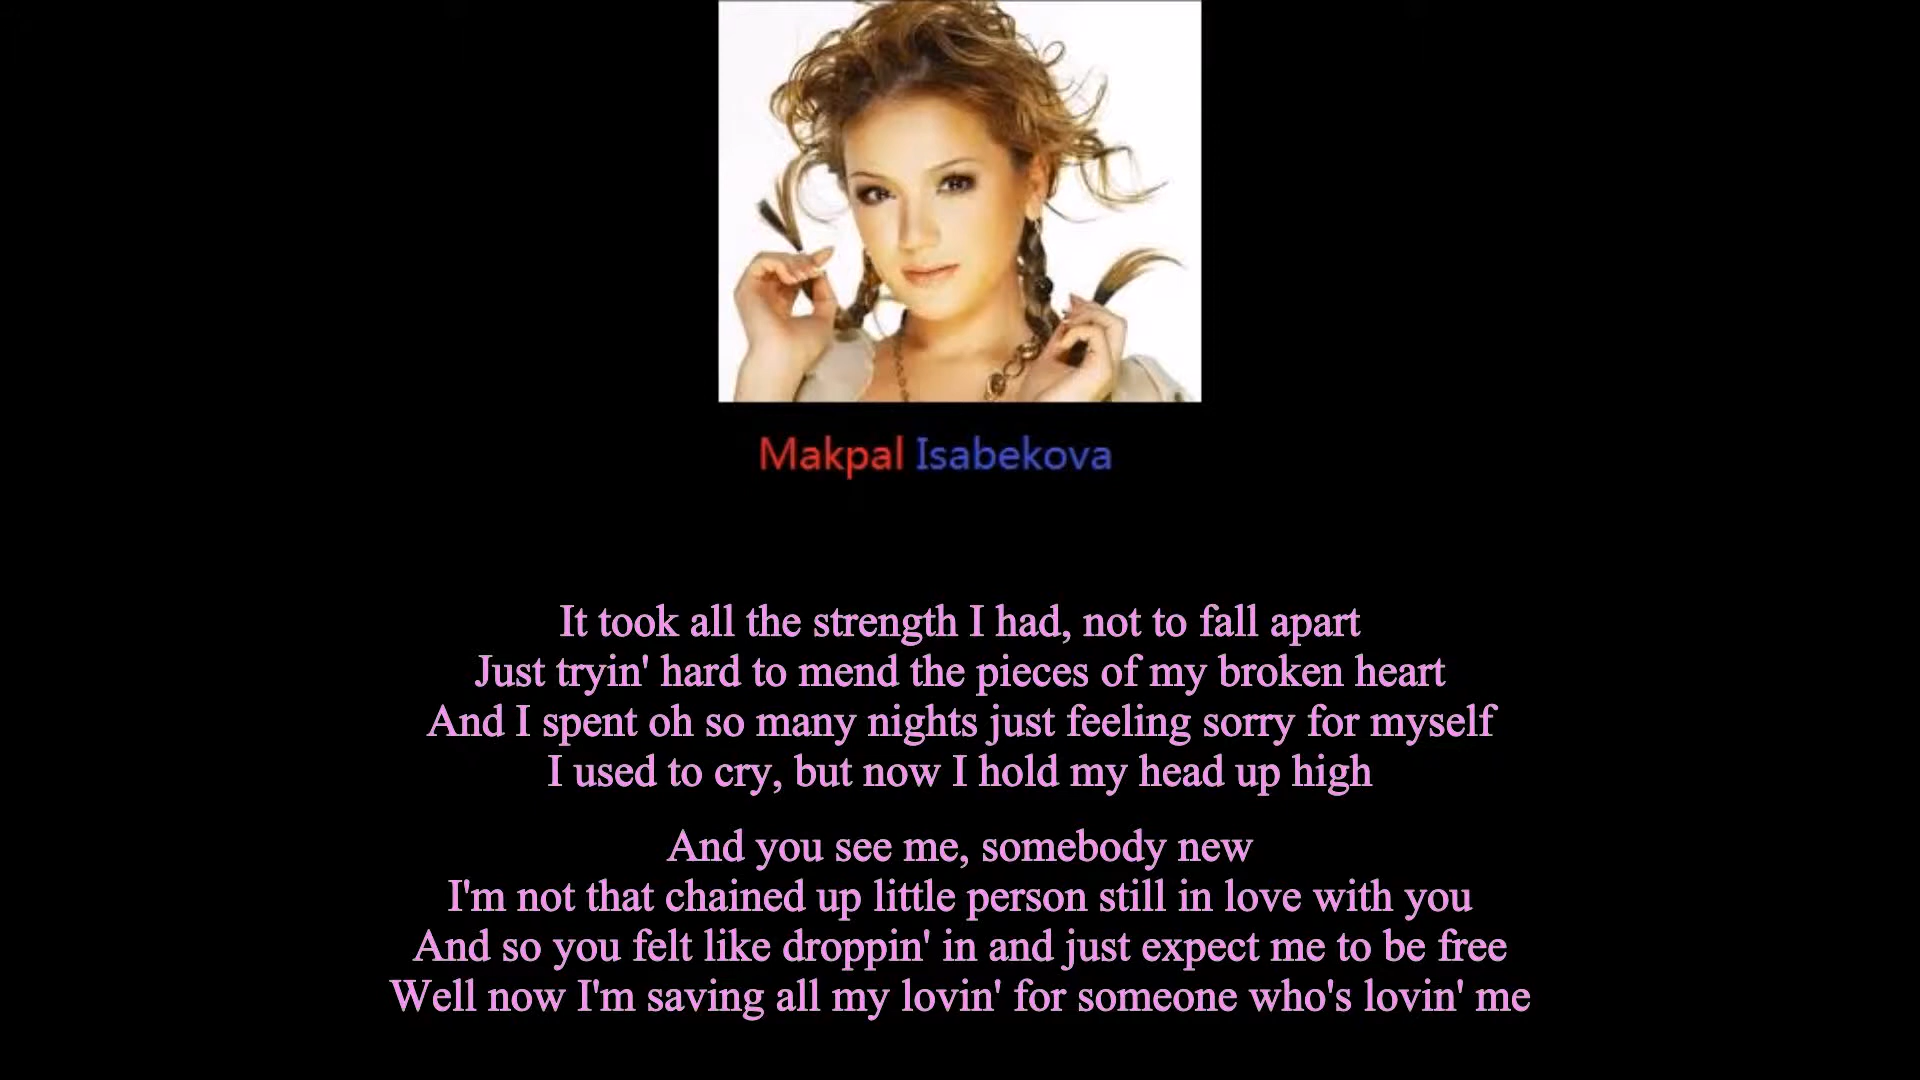 Makpal Isabekova
It took all the strength I had, not to fall apart
Just tryin' hard to mend the pieces of my broken heart
And I spent oh so many nights just feeling sorry for myself
I used to cry, but now I hold my head up high
And you see me, somebody new
I'm not that chained up little person still in love with you
And so you felt like droppin' in and just expect me to be free
Well now I'm saving all my lovin' for someone who's lovin' me